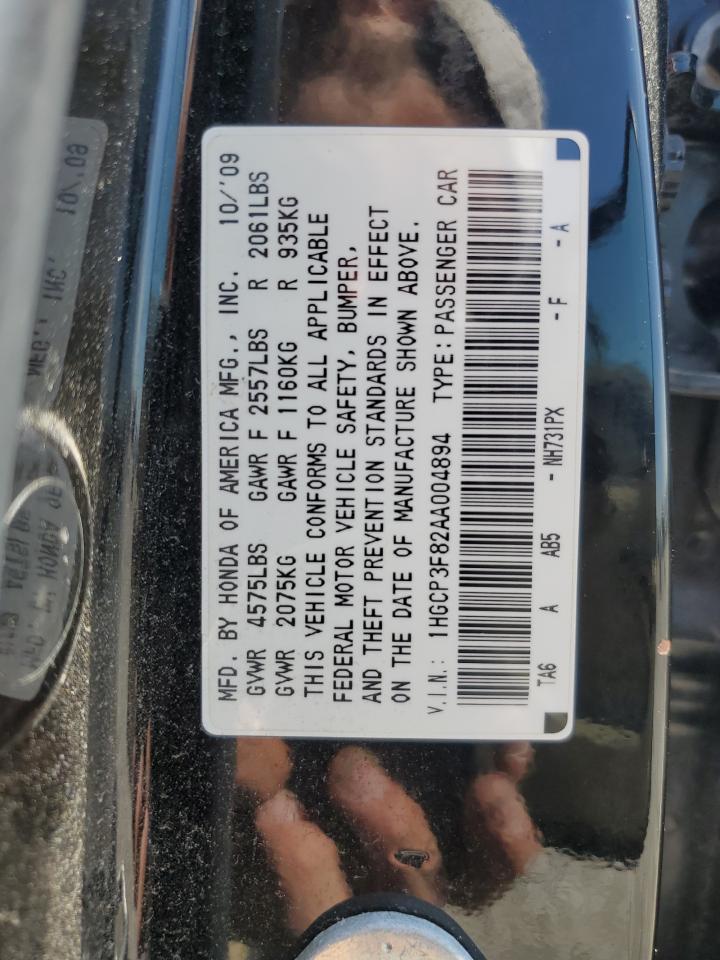 MFD. BY HONDA OF AMERICA MFG., INC. 10/'09
GVWR 4575LBS GAWR F 2557LBS R 2061LBS
GVWR 2075KG GAWR F 1160KG R 935KG
THIS VEHICLE CONFORMS TO ALL APPLICABLE
FEDERAL MOTOR VEHICLE SAFETY, BUMPER,
AND THEFT PREVENTION STANDARDS IN EFFECT
ON THE DATE OF MANUFACTURE SHOWN ABOVE.
V.I.N.: 1HGCP3F82AA004894 TYPE:PASSENGER CAR
TA6 A AB5 - NH731PX - F - A